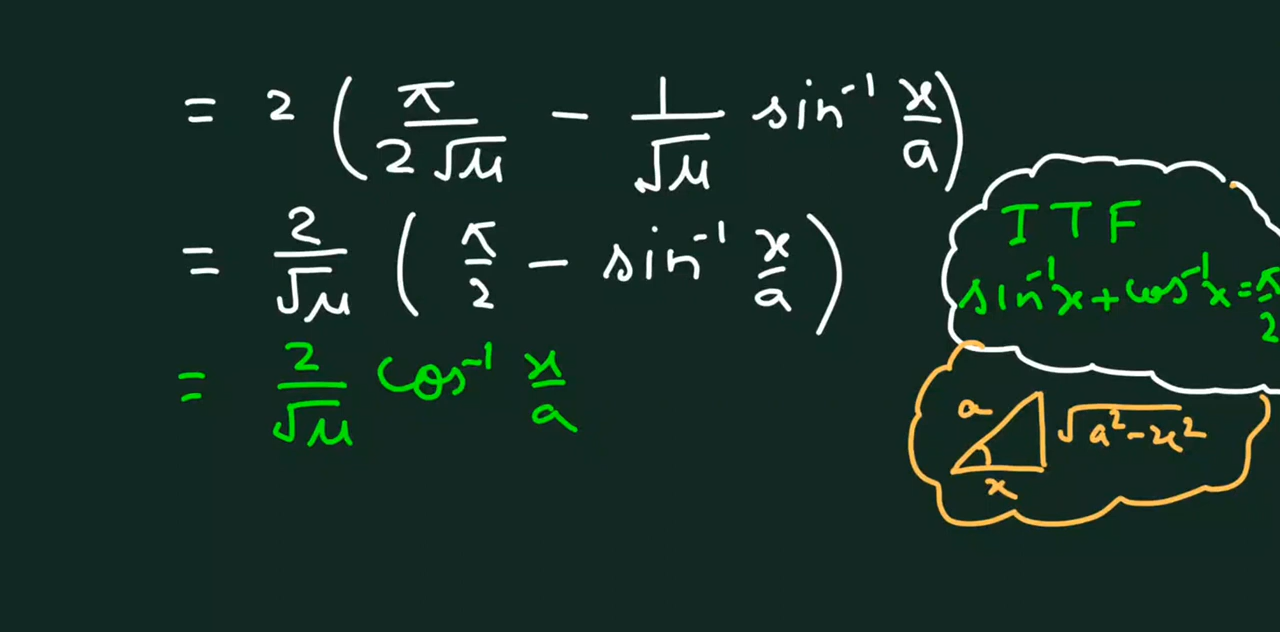 = 2 ( π / 2√μ − 1 / √μ sin⁻¹ x/a )
= 2 / √μ ( π/2 − sin⁻¹ x/a )
= 2 / √μ cos⁻¹ x/a
ITF
sin⁻¹x + cos⁻¹x = π/2
a √a²−x²
x